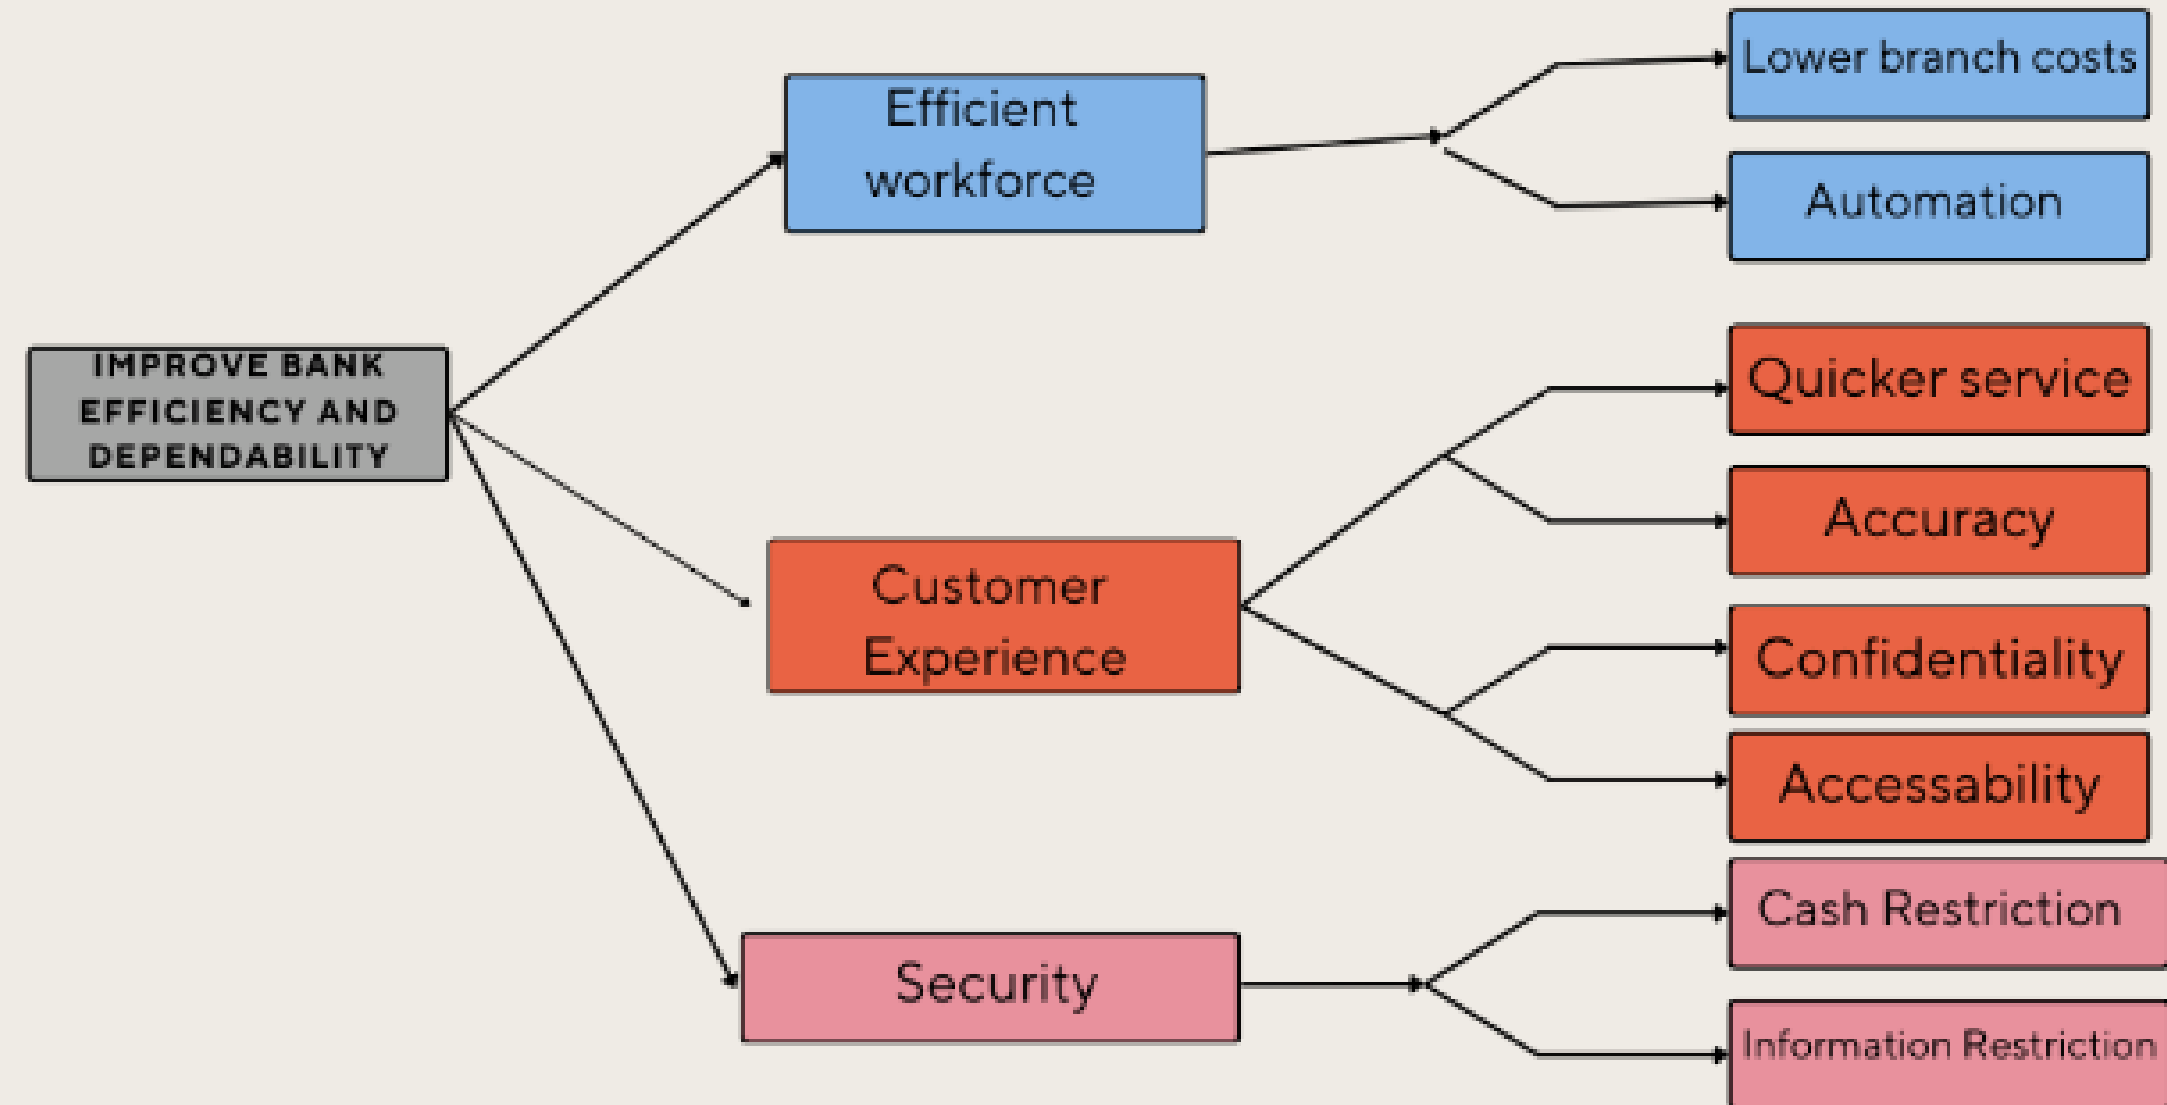 IMPROVE BANK
EFFICIENCY AND
DEPENDABILITY
Efficient
workforce
Lower branch costs
Automation
Customer
Experience
Quicker service
Accuracy
Confidentiality
Accessability
Security
Cash Restriction
Information Restriction